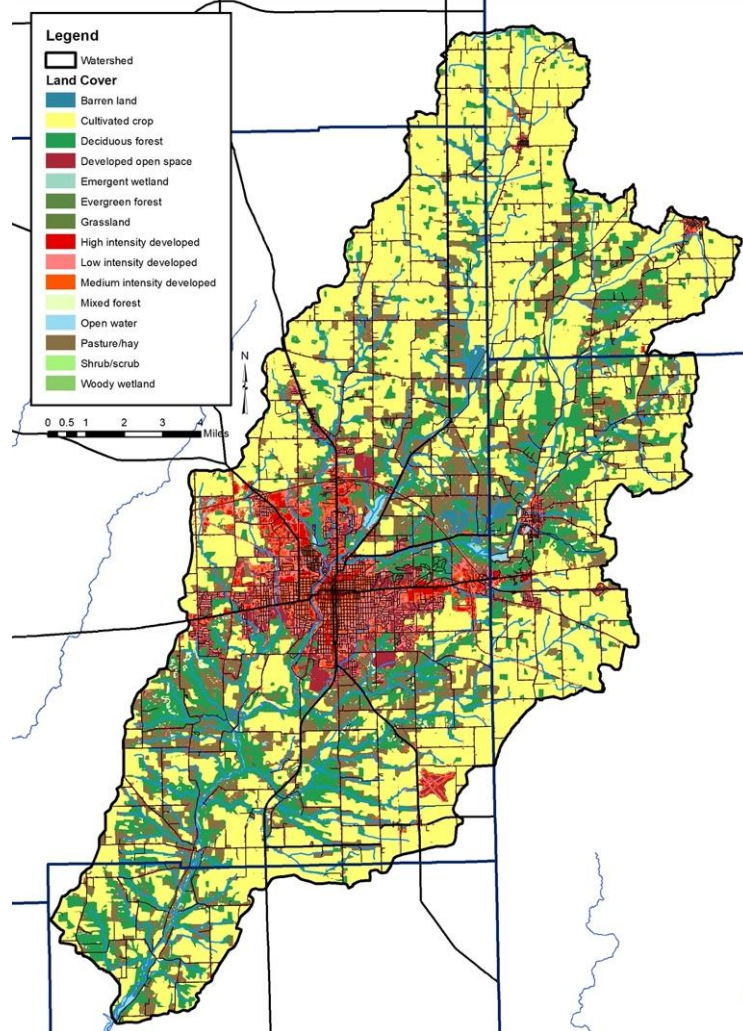 Legend
Watershed
Land Cover
Barren land
Cultivated crop
Deciduous forest
Developed open space
Emergent wetland
Evergreen forest
Grassland
High intensity developed
Low intensity developed
Medium intensity developed
Mixed forest
Open water
Pasture/hay
Shrub/scrub
Woody wetland
N
0 0.5 1 2 3 4
Miles